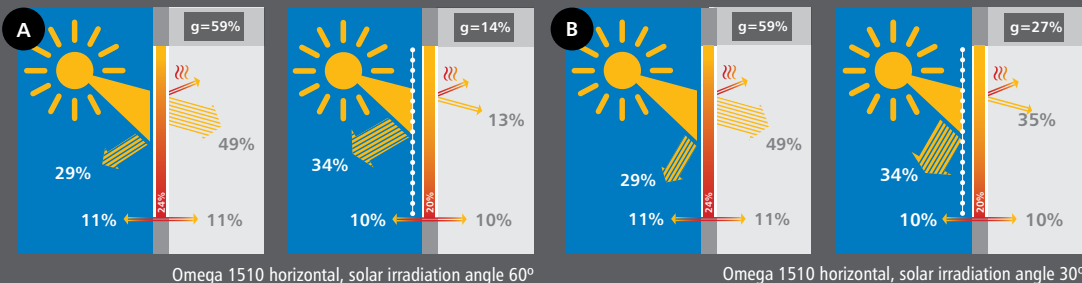 A
g=59%
29%
49%
24%
11%
11%
g=14%
34%
13%
20%
10%
10%
Omega 1510 horizontal, solar irradiation angle 60º
B
g=59%
29%
49%
24%
11%
11%
g=27%
34%
35%
20%
10%
10%
Omega 1510 horizontal, solar irradiation angle 30º